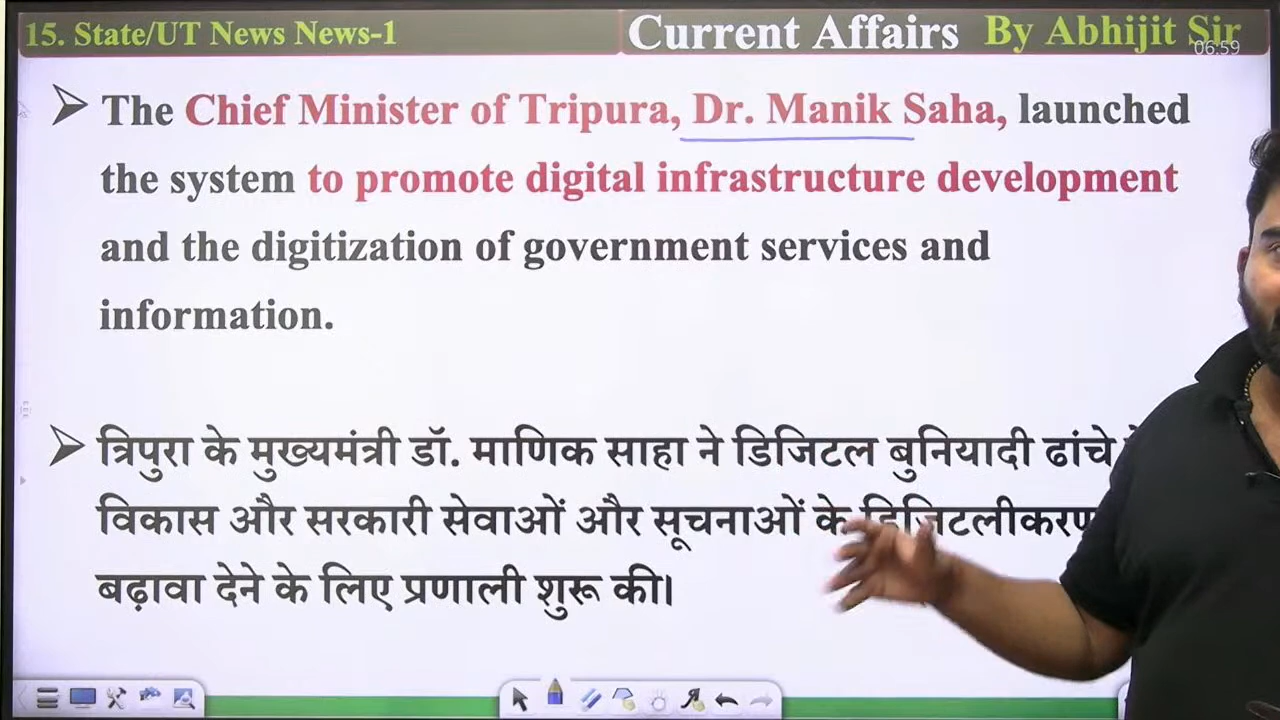 15. State/UT News News-1
Current Affairs By Abhijit Sir
06:59
The Chief Minister of Tripura, Dr. Manik Saha, launched
the system to promote digital infrastructure development
and the digitization of government services and
information.
त्रिपुरा के मुख्यमंत्री डॉ. माणिक साहा ने डिजिटल बुनियादी ढांचे
विकास और सरकारी सेवाओं और सूचनाओं के डिजिटलीकरण
बढ़ावा देने के लिए प्रणाली शुरू की।